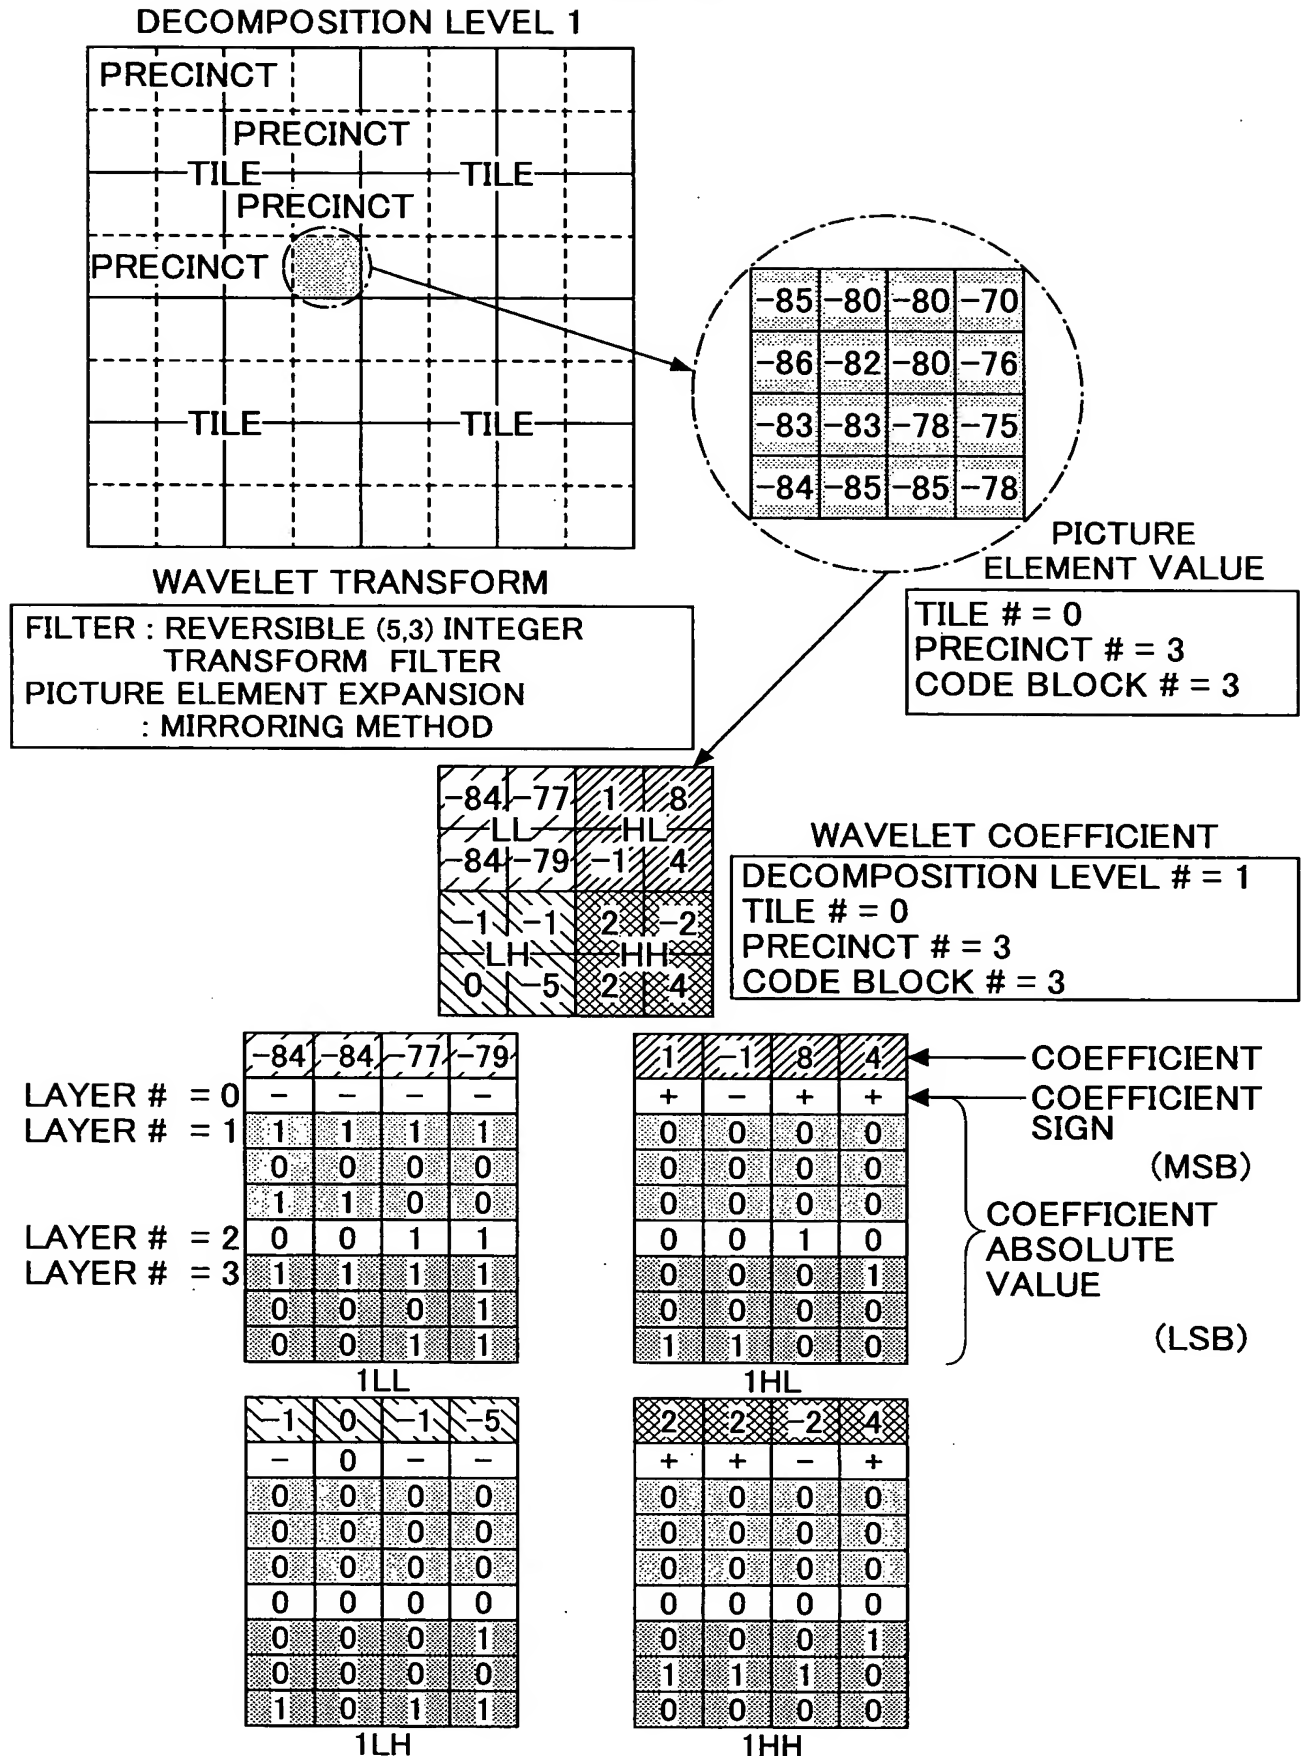 DECOMPOSITION LEVEL 1
PRECINCT
PRECINCT
TILE TILE
PRECINCT
PRECINCT
TILE TILE
-85 -80 -80 -70
-86 -82 -80 -76
-83 -83 -78 -75
-84 -85 -85 -78
PICTURE
ELEMENT VALUE
TILE # = 0
PRECINCT # = 3
CODE BLOCK # = 3
WAVELET TRANSFORM
FILTER : REVERSIBLE (5,3) INTEGER
TRANSFORM FILTER
PICTURE ELEMENT EXPANSION
: MIRRORING METHOD
-84 -77 1 8
LL HL
-84 -79 -1 4
-1 -1 2 -2
LH HH
0 -5 2 4
WAVELET COEFFICIENT
DECOMPOSITION LEVEL # = 1
TILE # = 0
PRECINCT # = 3
CODE BLOCK # = 3
-84 -84 -77 -79
LAYER # = 0 - - - -
LAYER # = 1 1 1 1 1
0 0 0 0
1 1 0 0
LAYER # = 2 0 0 1 1
LAYER # = 3 1 1 1 1
0 0 0 1
0 0 1 1
1LL
1 -1 8 4
+ - + +
0 0 0 0
0 0 0 0
0 0 0 0
0 0 1 0
0 0 0 1
0 0 0 0
1 1 0 0
1HL
COEFFICIENT
COEFFICIENT
SIGN
(MSB)
COEFFICIENT
ABSOLUTE
VALUE
(LSB)
-1 0 -1 -5
- 0 - -
0 0 0 0
0 0 0 0
0 0 0 0
0 0 0 0
0 0 0 1
0 0 0 0
1 0 1 1
1LH
2 2 -2 4
+ + - +
0 0 0 0
0 0 0 0
0 0 0 0
0 0 0 0
0 0 0 1
1 1 1 0
0 0 0 0
1HH